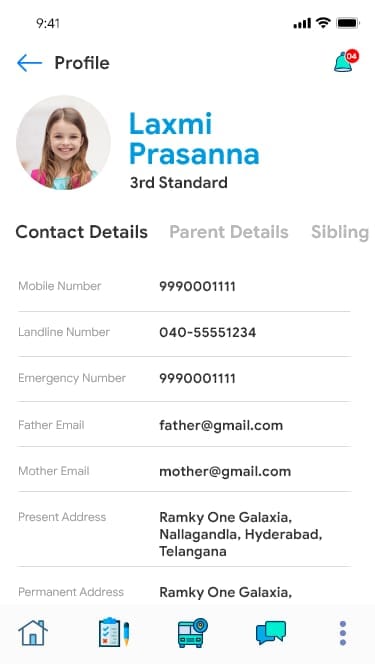 9:41
Profile
04
Laxmi
Prasanna
3rd Standard
Contact Details Parent Details Sibling
Mobile Number 9990001111
Landline Number 040-55551234
Emergency Number 9990001111
Father Email father@gmail.com
Mother Email mother@gmail.com
Present Address Ramky One Galaxia,
Nallagandla, Hyderabad,
Telangana
Permanent Address Ramky One Galaxia,